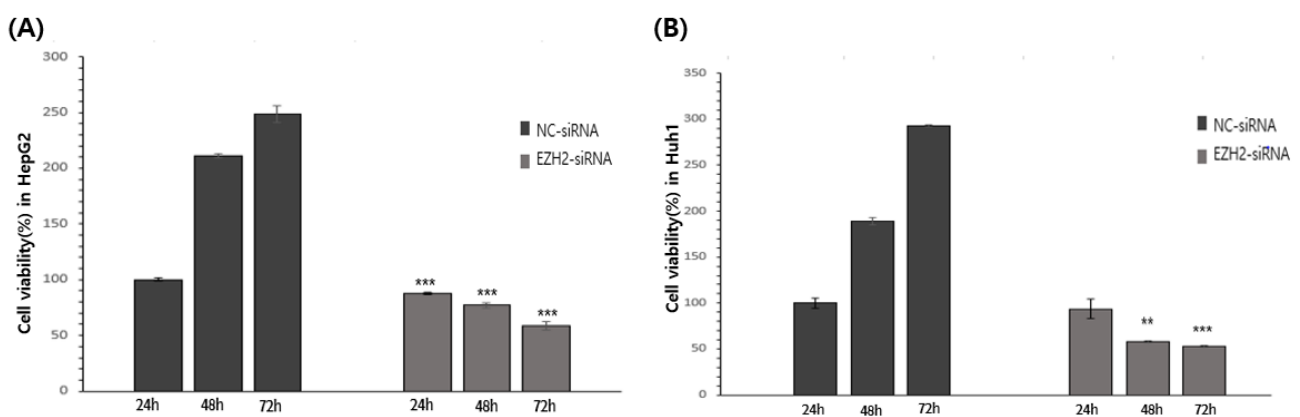 (A)
300
250
200
150
100
50
0
Cell viability(%) in HepG2
NC-siRNA
EZH2-siRNA
***
***
***
24h 48h 72h 24h 48h 72h
(B)
350
300
250
200
150
100
50
0
Cell viability(%) in Huh1
NC-siRNA
EZH2-siRNA
**
***
24h 48h 72h 24h 48h 72h